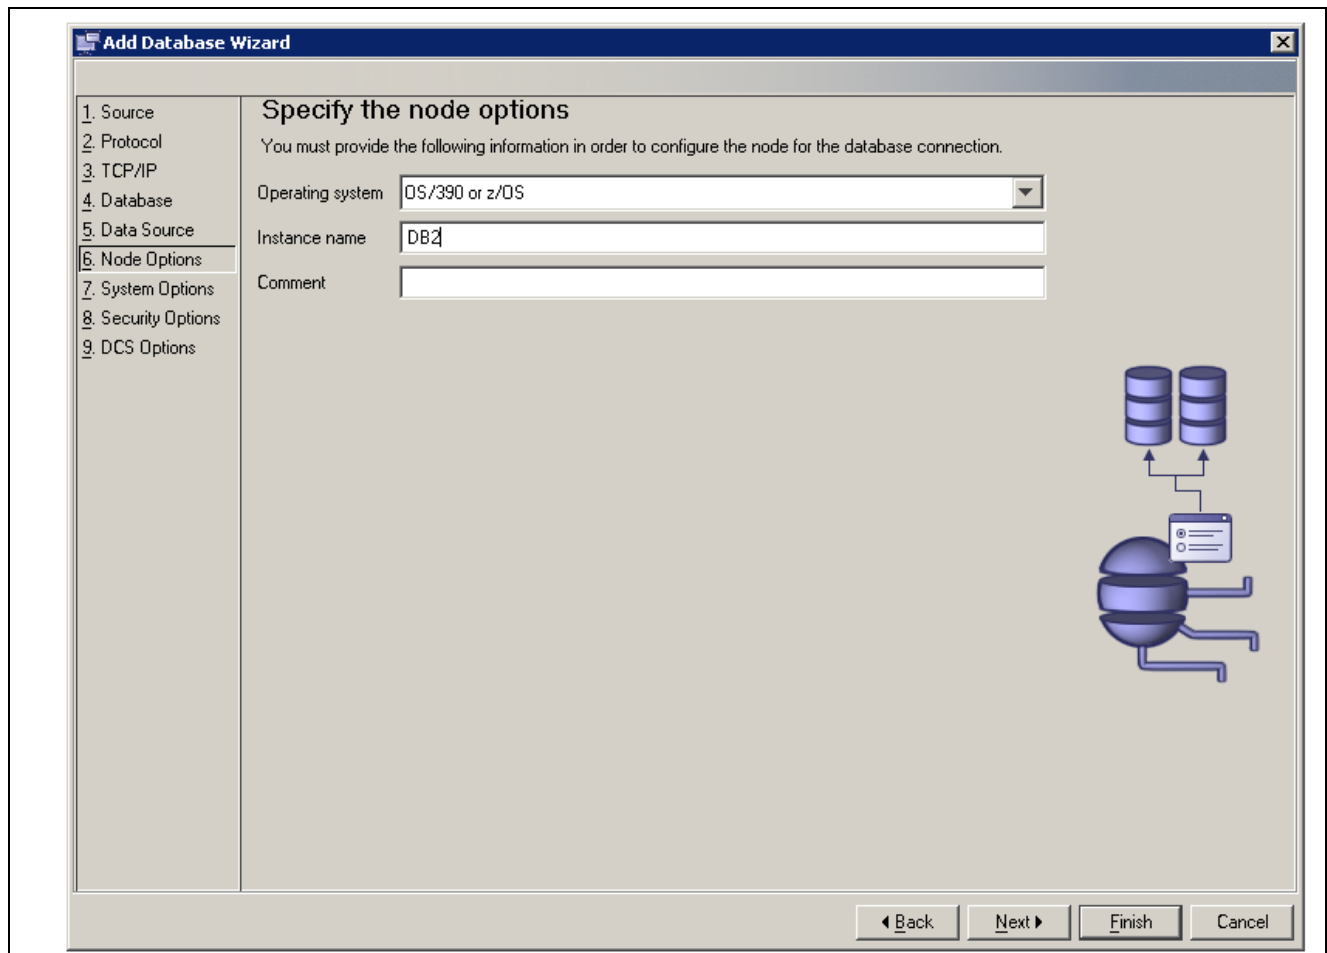 Add Database Wizard
1. Source
2. Protocol
3. TCP/IP
4. Database
5. Data Source
6. Node Options
7. System Options
8. Security Options
9. DCS Options
Specify the node options
You must provide the following information in order to configure the node for the database connection.
Operating system OS/390 or z/OS
Instance name DB2
Comment
Back Next Finish Cancel